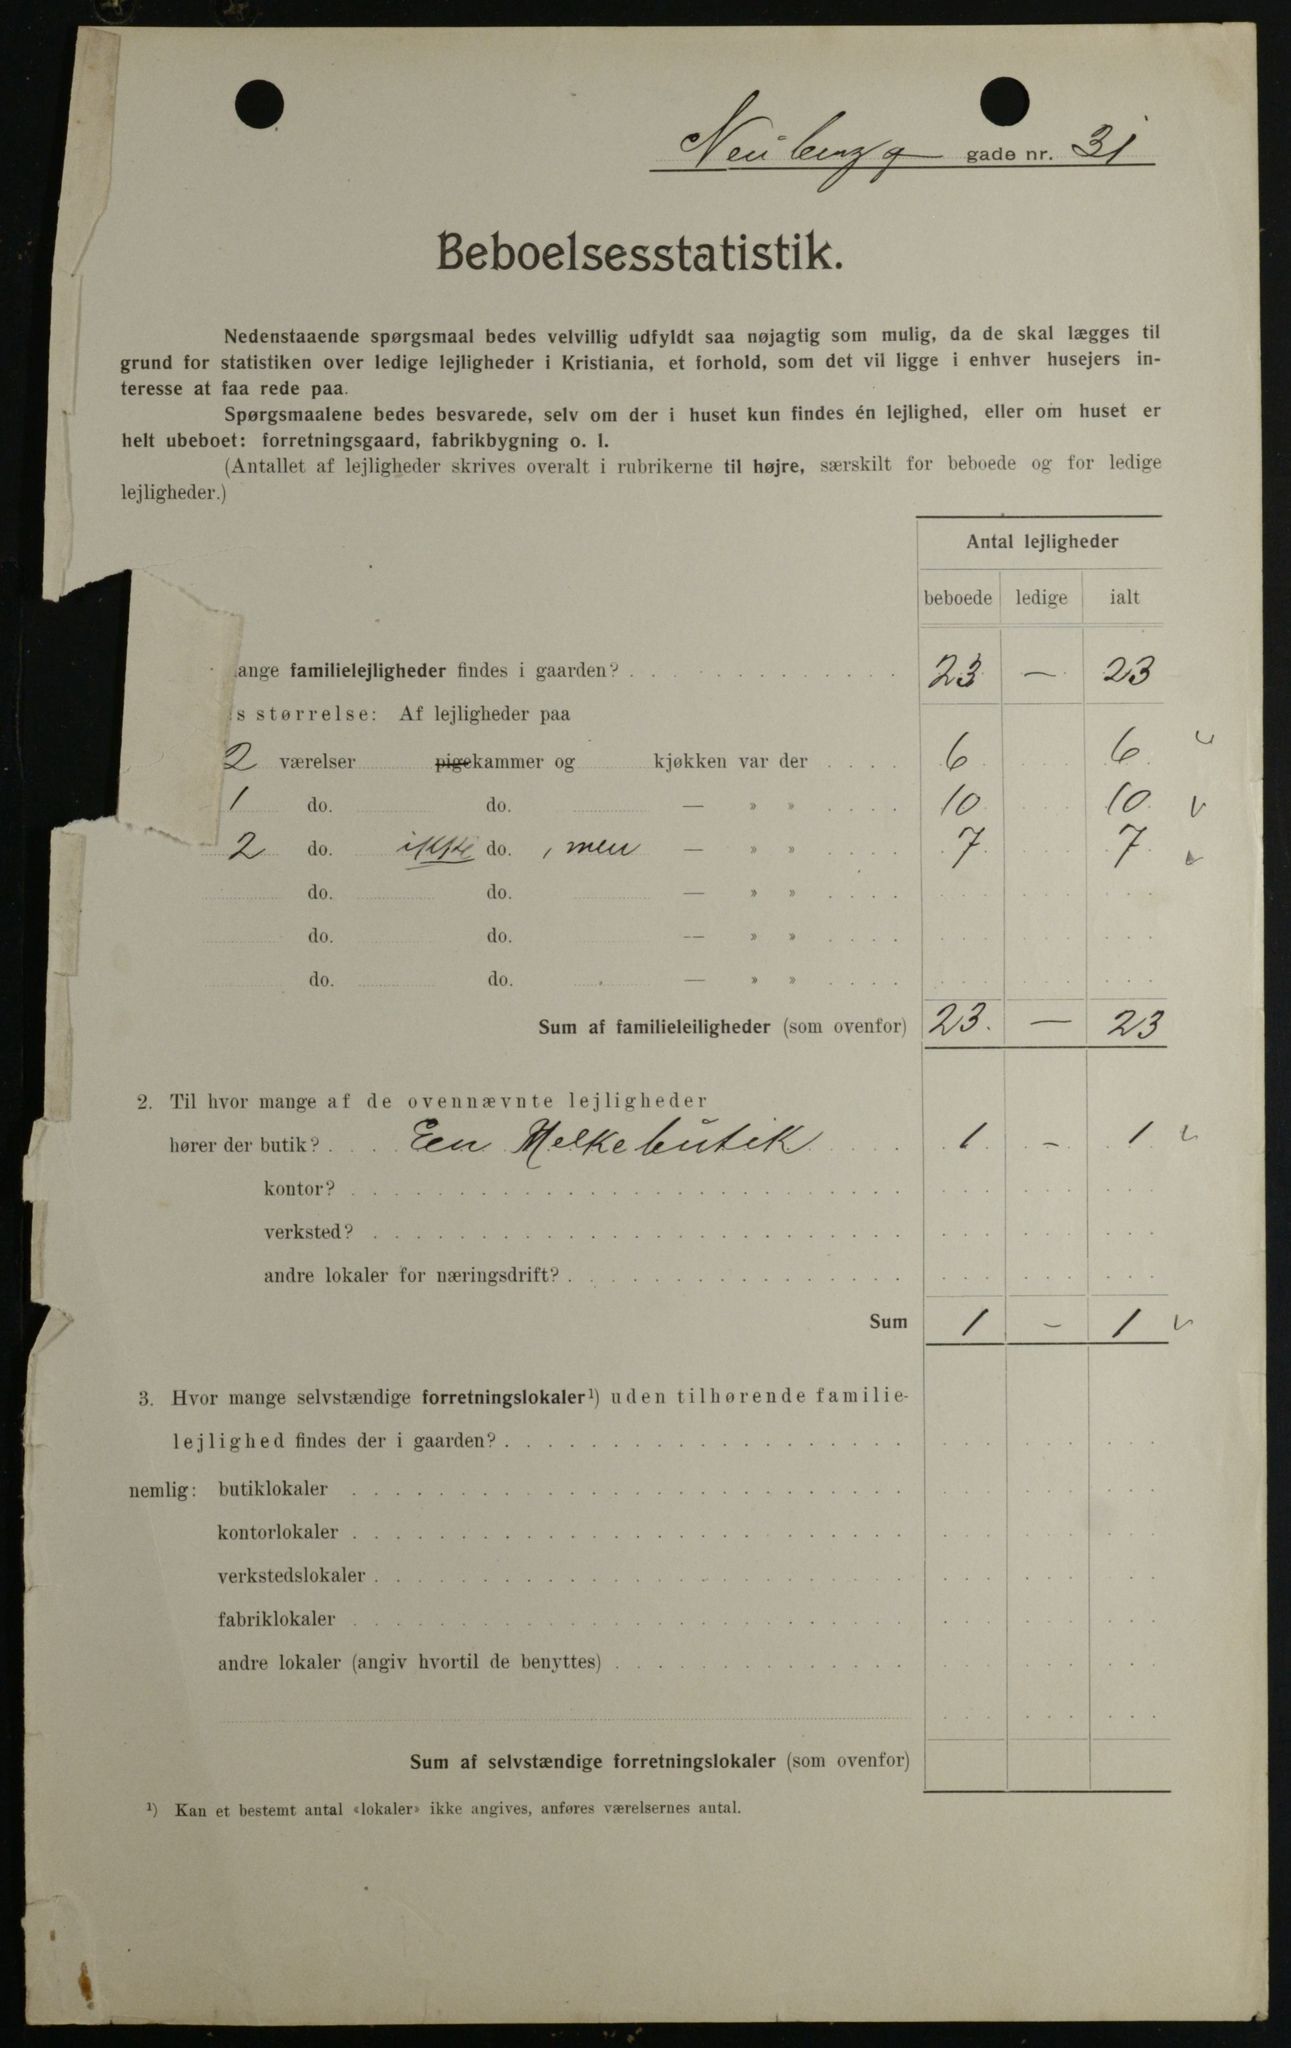 Neuberg gade nr. 31
Beboelsesstatistik.
Nedenstaaende spørgsmaal bedes velvillig udfyldt saa nøjagtig som mulig, da de skal lægges til
grund for statistiken over ledige lejligheder i Kristiania, et forhold, som det vil ligge i enhver husejers in-
teresse at faa rede paa.
Spørgsmaalene bedes besvarede, selv om der i huset kun findes én lejlighed, eller om huset er
helt ubeboet: forretningsgaard, fabrikbygning o. l.
(Antallet af lejligheder skrives overalt i rubrikerne til højre, særskilt for beboede og for ledige
lejligheder.)
Antal lejligheder
beboede ledige ialt
ange familielejligheder findes i gaarden? 23 — 23
s størrelse: Af lejligheder paa
2 værelser pigekammer og kjøkken var der 6 6
1 do. do. — » » 10 10
2 do. ikke do. , men — » » 7 7
do. do. — » »
do. do. — » »
do. do. — » »
Sum af familieleiligheder (som ovenfor) 23. — 23
2. Til hvor mange af de ovennævnte lejligheder
hører der butik? Een Melkebutik 1 - 1
kontor?
verksted?
andre lokaler for næringsdrift?
Sum 1 - 1
3. Hvor mange selvstændige forretningslokaler¹) uden tilhørende familie-
lejlighed findes der i gaarden?
nemlig: butiklokaler
kontorlokaler
verkstedslokaler
fabriklokaler
andre lokaler (angiv hvortil de benyttes)
Sum af selvstændige forretningslokaler (som ovenfor)
¹) Kan et bestemt antal «lokaler» ikke angives, anføres værelsernes antal.